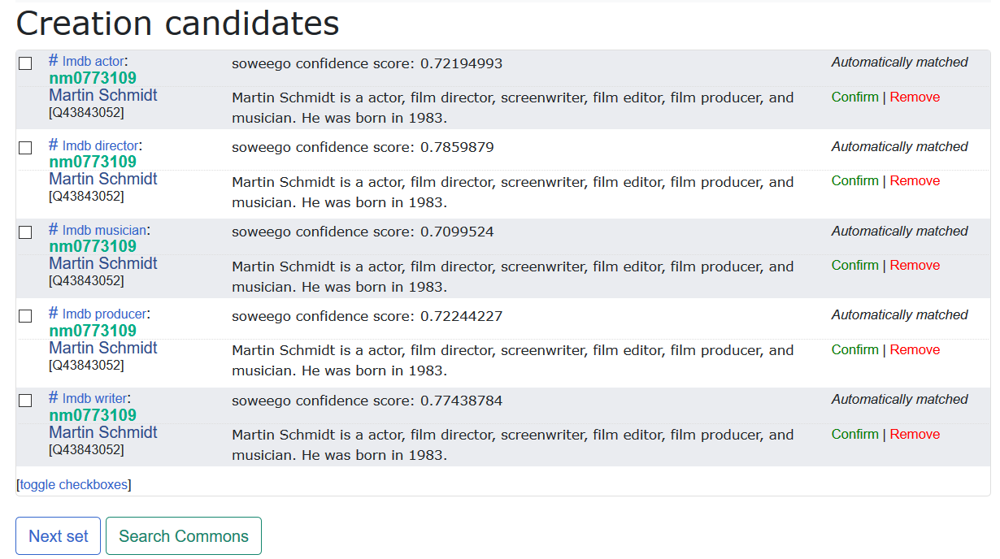 Creation candidates
# Imdb actor: soweego confidence score: 0.72194993 Automatically matched
nm0773109
Martin Schmidt Martin Schmidt is a actor, film director, screenwriter, film editor, film producer, and Confirm | Remove
[Q43843052] musician. He was born in 1983.
# Imdb director: soweego confidence score: 0.7859879 Automatically matched
nm0773109
Martin Schmidt Martin Schmidt is a actor, film director, screenwriter, film editor, film producer, and Confirm | Remove
[Q43843052] musician. He was born in 1983.
# Imdb musician: soweego confidence score: 0.7099524 Automatically matched
nm0773109
Martin Schmidt Martin Schmidt is a actor, film director, screenwriter, film editor, film producer, and Confirm | Remove
[Q43843052] musician. He was born in 1983.
# Imdb producer: soweego confidence score: 0.72244227 Automatically matched
nm0773109
Martin Schmidt Martin Schmidt is a actor, film director, screenwriter, film editor, film producer, and Confirm | Remove
[Q43843052] musician. He was born in 1983.
# Imdb writer: soweego confidence score: 0.77438784 Automatically matched
nm0773109
Martin Schmidt Martin Schmidt is a actor, film director, screenwriter, film editor, film producer, and Confirm | Remove
[Q43843052] musician. He was born in 1983.
[toggle checkboxes]
Next set Search Commons